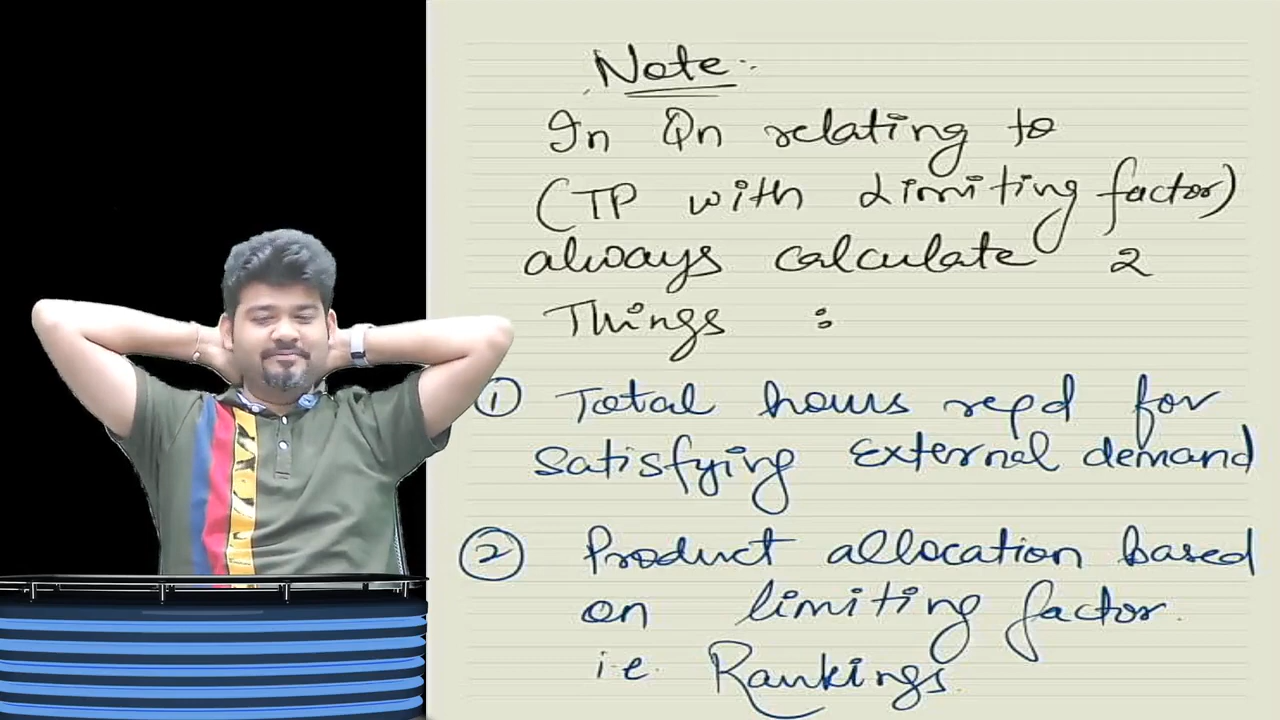 Note:
In Qn relating to
(TP with Limiting factor)
always calculate 2
Things :
① Total hours reqd for
satisfying External demand
② Product allocation based
on limiting factor.
i.e. Rankings.